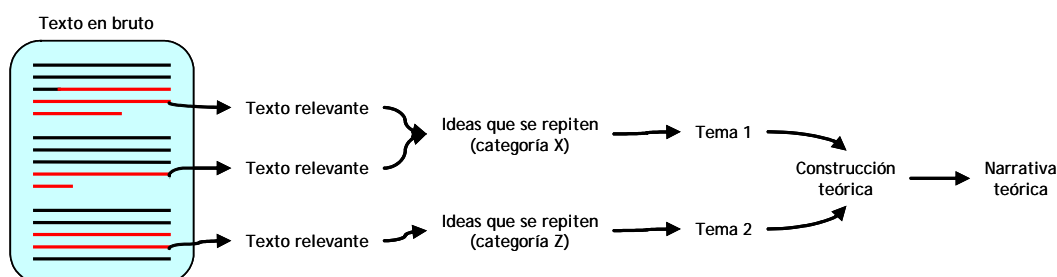 Texto en bruto
Texto relevante
Texto relevante
Texto relevante
Ideas que se repiten
(categoría X)
Ideas que se repiten
(categoría Z)
Tema 1
Tema 2
Construcción
teórica
Narrativa
teórica